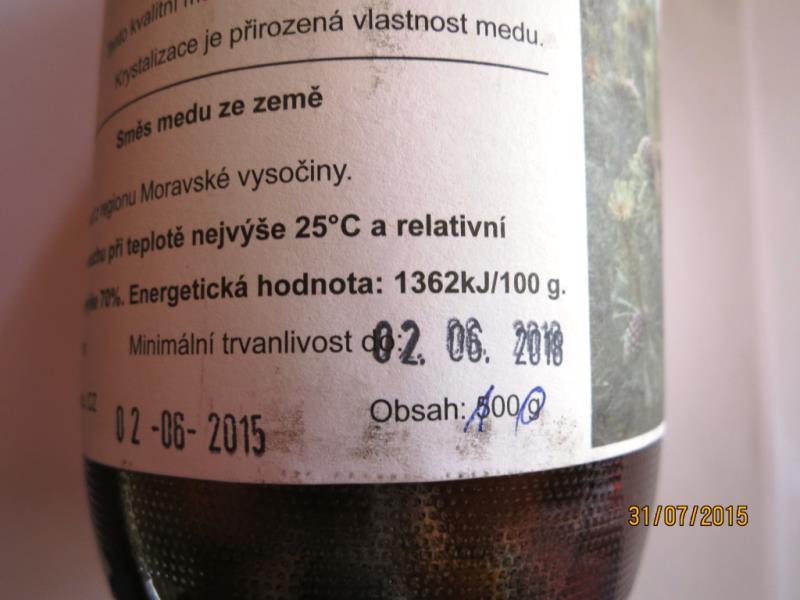 kvalitní
Krystalizace je přirozená vlastnost medu.
Směs medu ze země
regionu Moravské vysočiny.
při teplotě nejvýše 25°C a relativní
70%. Energetická hodnota: 1362kJ/100 g.
Minimální trvanlivost do: 02. 06. 2018
Obsah: 500 g
02-06-2015
31/07/2015